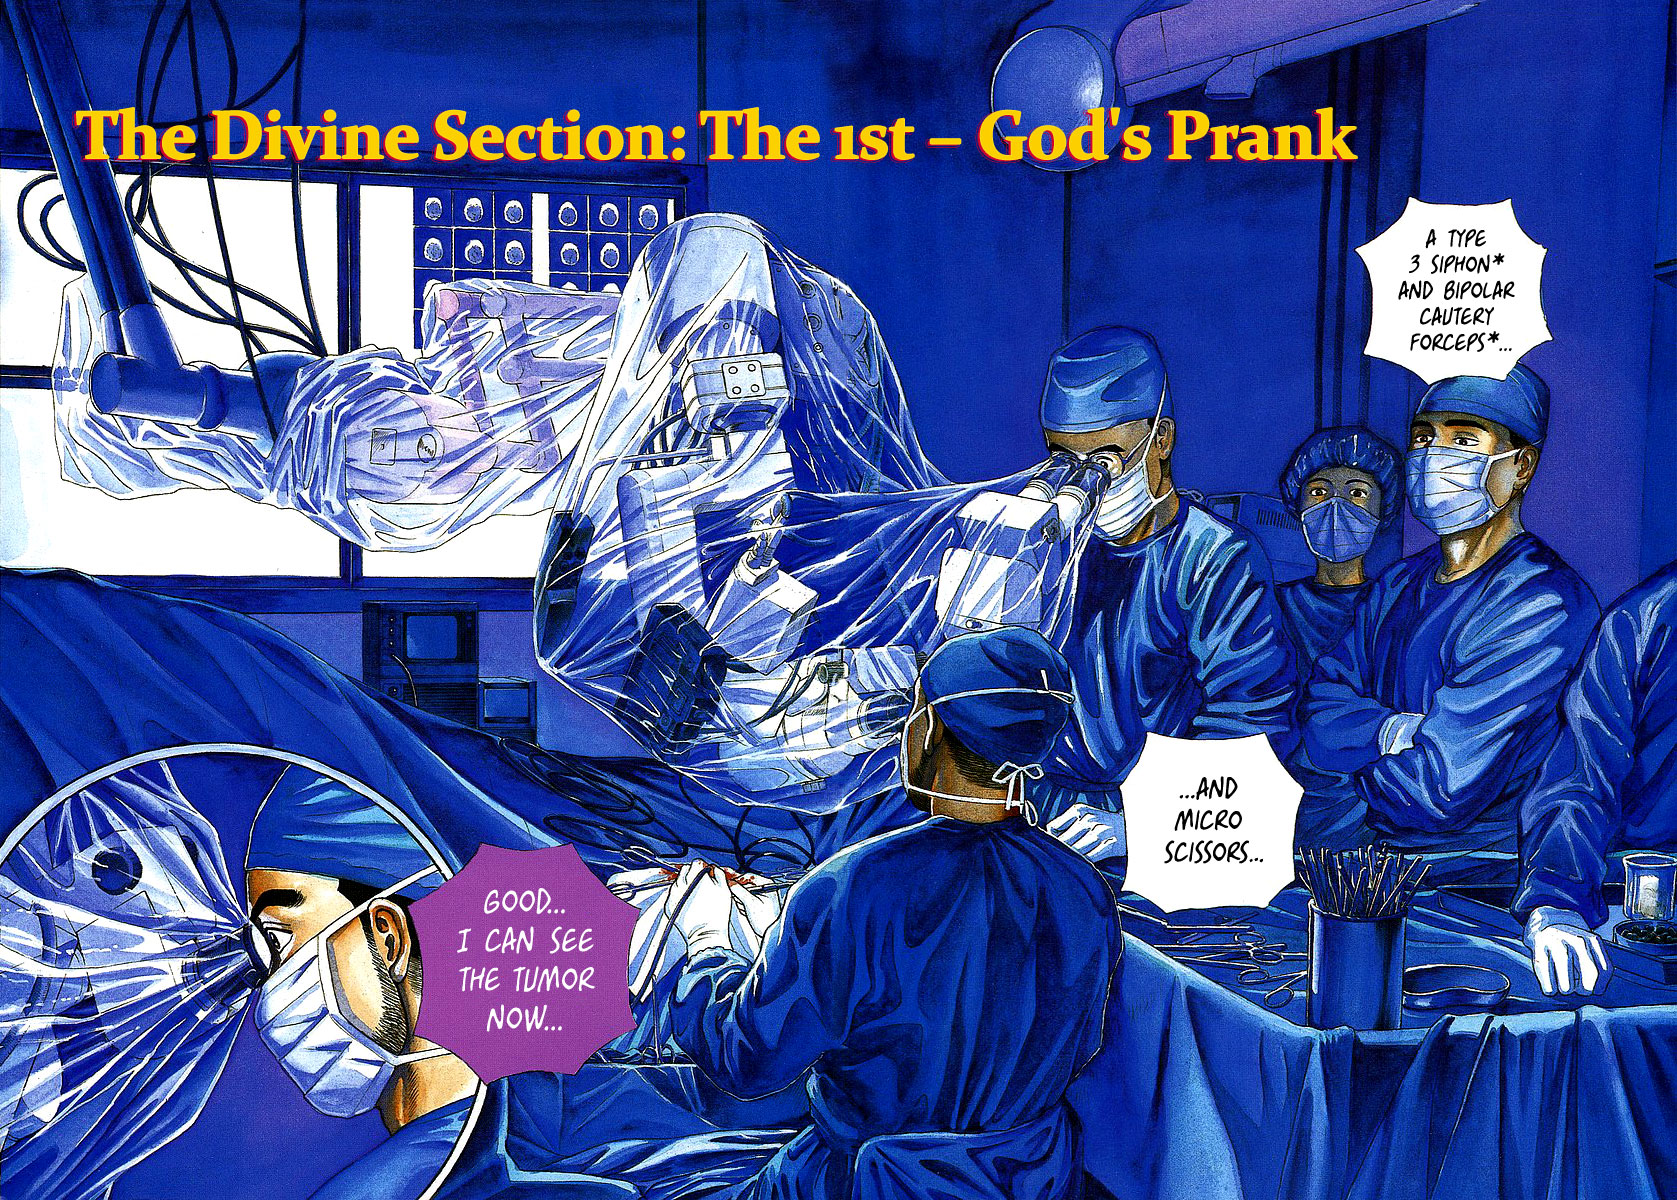 The Divine Section: The 1st – God's Prank
A TYPE
3 SIPHON*
AND BIPOLAR
CAUTERY
FORCEPS*...
...AND
MICRO
SCISSORS...
GOOD...
I CAN SEE
THE TUMOR
NOW...